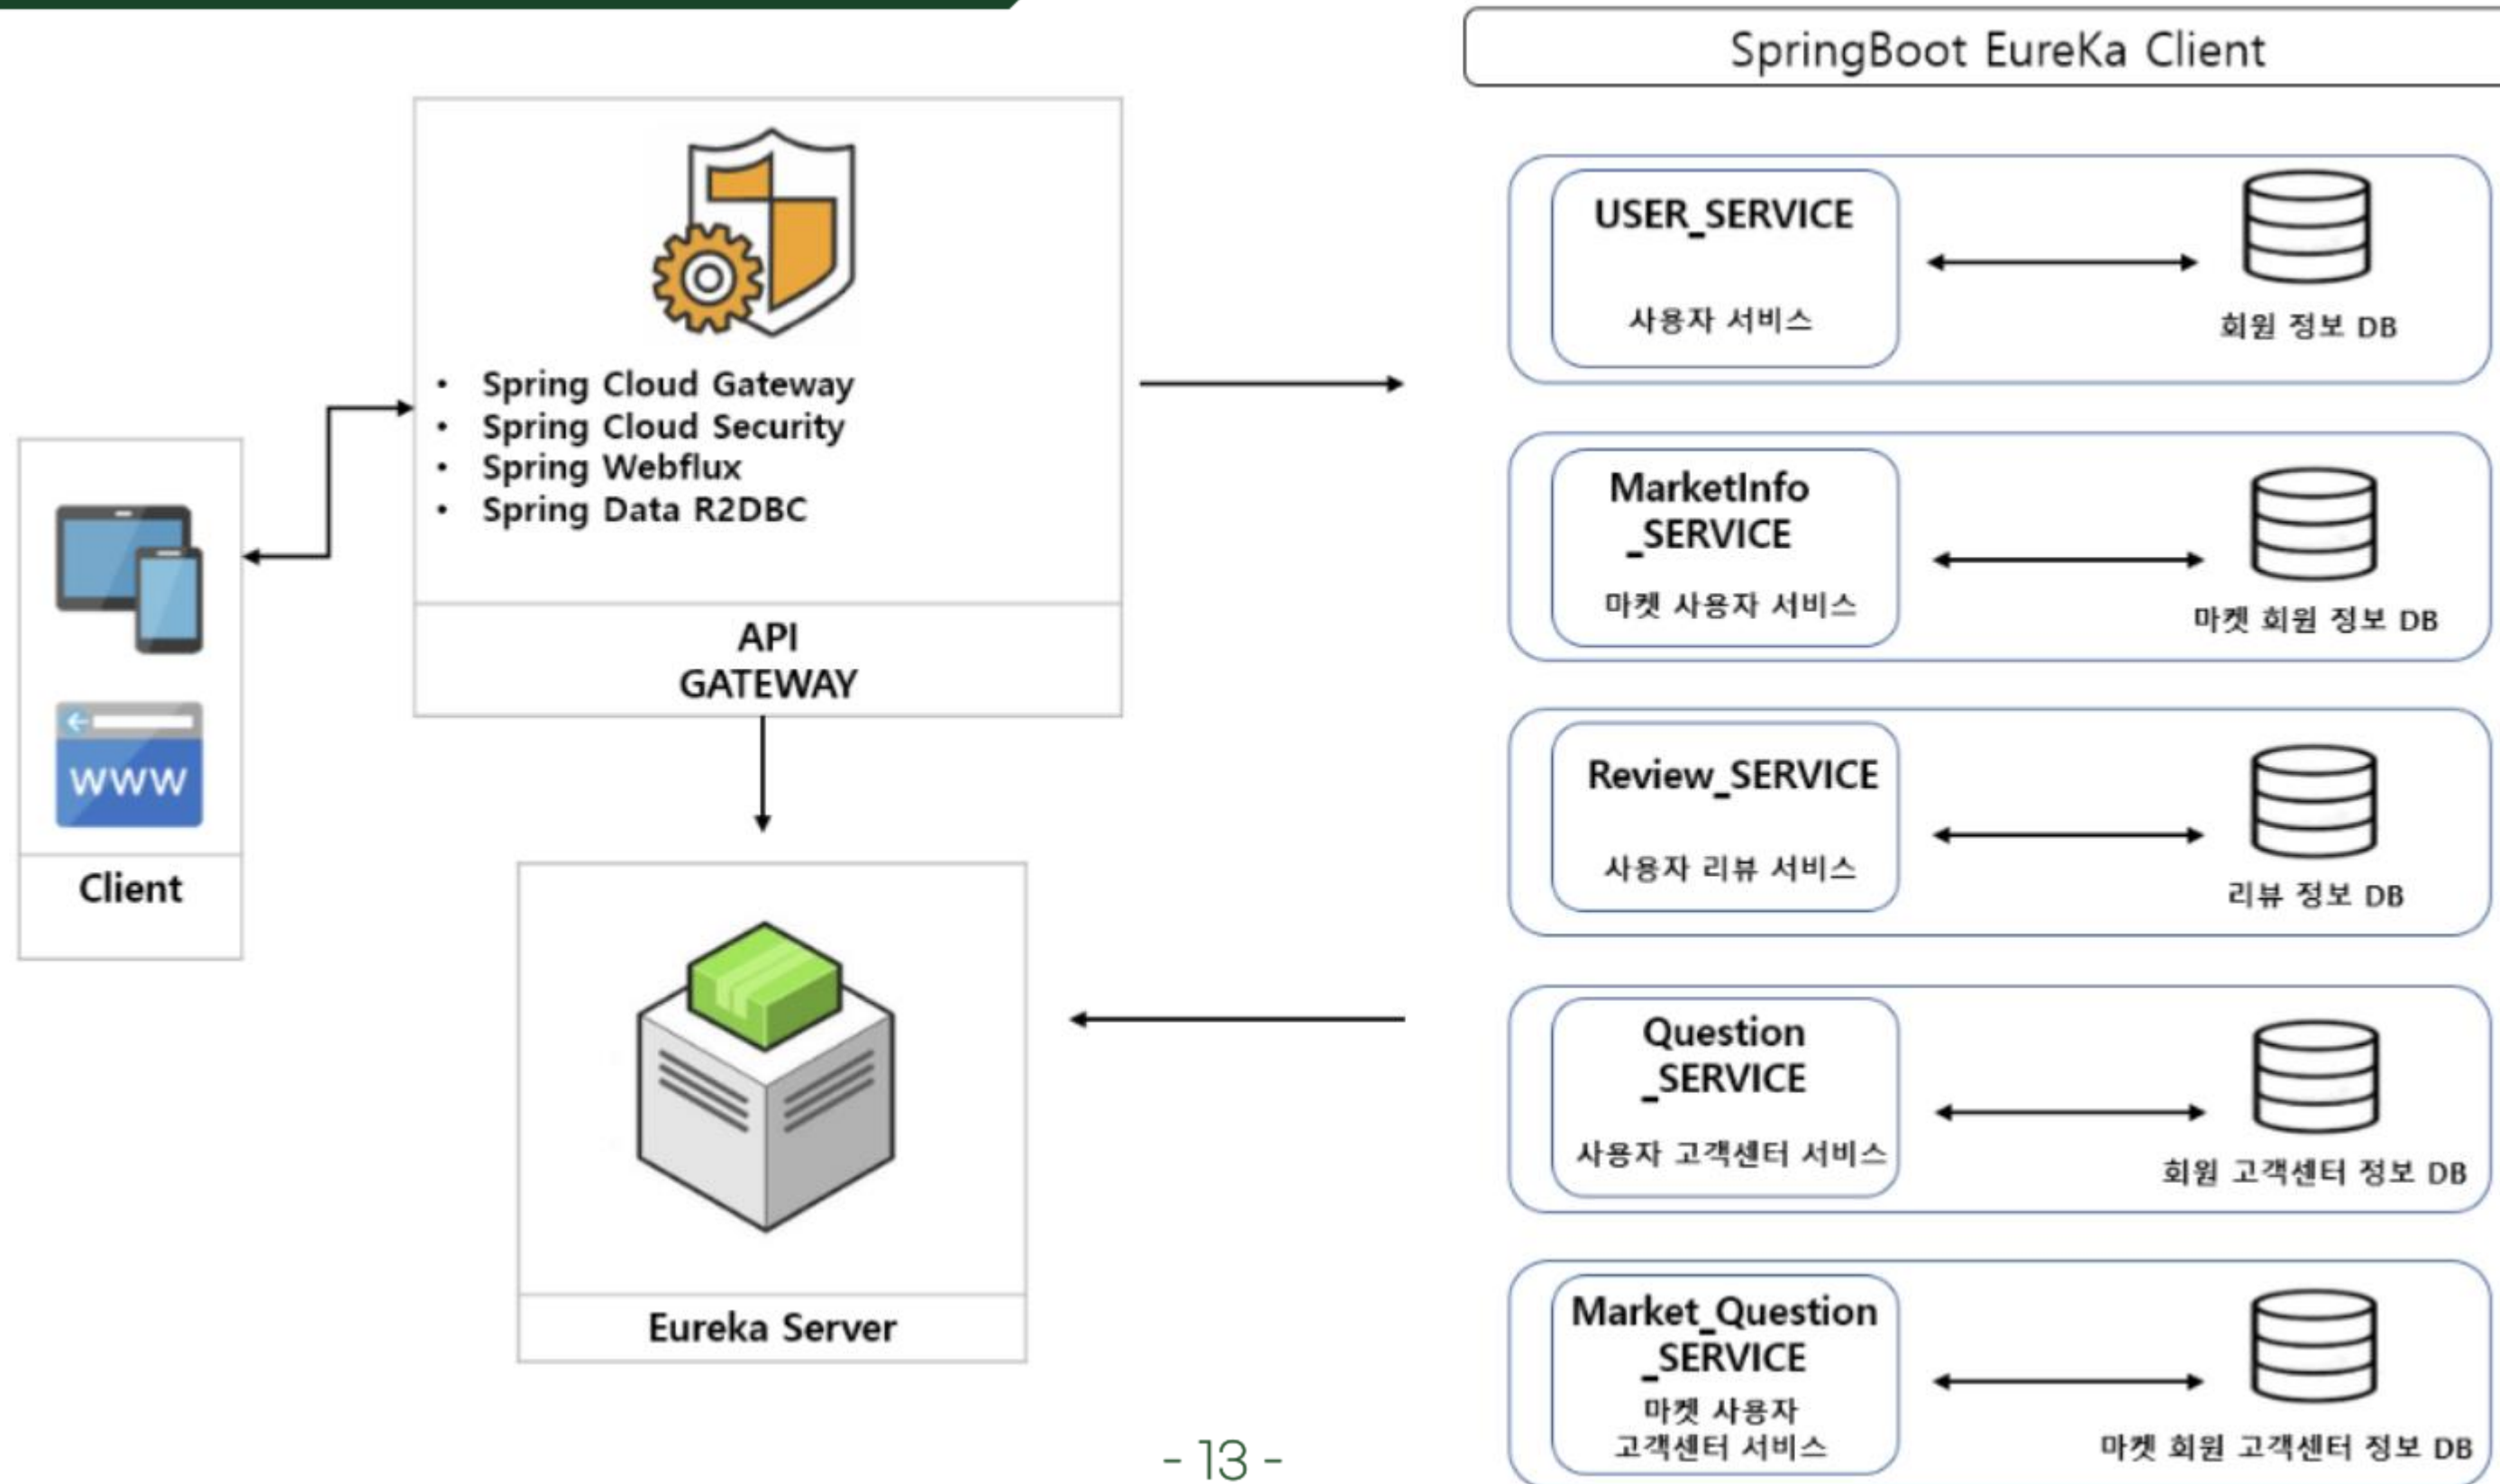 SpringBoot EureKa Client
• Spring Cloud Gateway
• Spring Cloud Security
• Spring Webflux
• Spring Data R2DBC
API
GATEWAY
WWW
Client
Eureka Server
USER_SERVICE
사용자 서비스
회원 정보 DB
MarketInfo
_SERVICE
마켓 사용자 서비스
마켓 회원 정보 DB
Review_SERVICE
사용자 리뷰 서비스
리뷰 정보 DB
Question
_SERVICE
사용자 고객센터 서비스
회원 고객센터 정보 DB
Market_Question
_SERVICE
마켓 사용자
고객센터 서비스
마켓 회원 고객센터 정보 DB
- 13 -